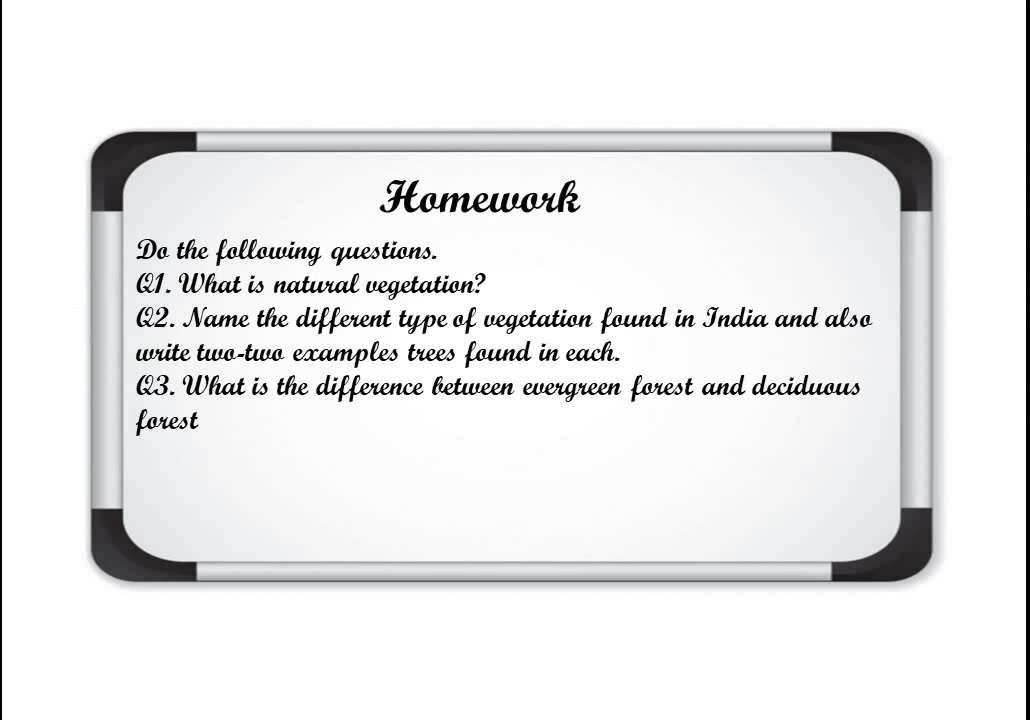 Homework
Do the following questions.
Q1. What is natural vegetation?
Q2. Name the different type of vegetation found in India and also
write two-two examples trees found in each.
Q3. What is the difference between evergreen forest and deciduous
forest